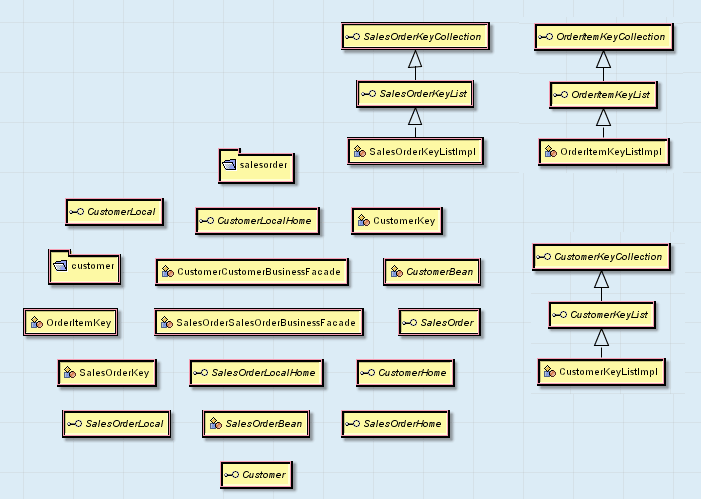 SalesOrderKeyCollection
OrderItemKeyCollection
SalesOrderKeyList
OrderItemKeyList
SalesOrderKeyListImpl
OrderItemKeyListImpl
salesorder
CustomerLocal
CustomerLocalHome
CustomerKey
customer
CustomerCustomerBusinessFacade
CustomerBean
CustomerKeyCollection
OrderItemKey
SalesOrderSalesOrderBusinessFacade
SalesOrder
CustomerKeyList
SalesOrderKey
SalesOrderLocalHome
CustomerHome
CustomerKeyListImpl
SalesOrderLocal
SalesOrderBean
SalesOrderHome
Customer